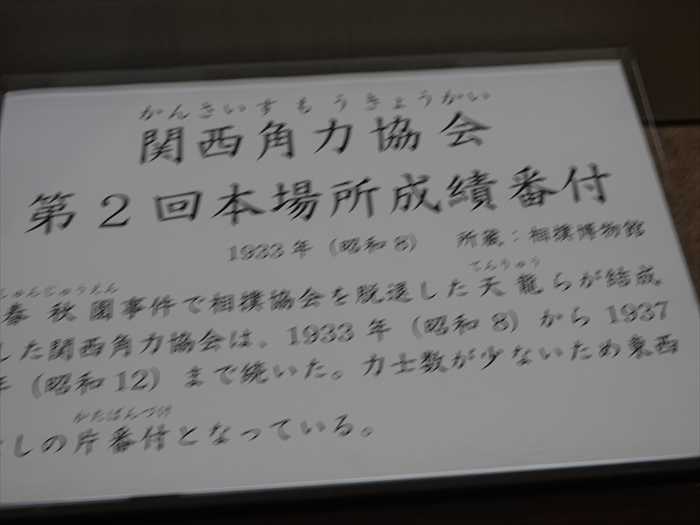 かんさいすもうきょうかい
関西角力協会
第2回本場所成績番付
1933年（昭和8）　所蔵：相撲博物館
しゅんじゅうえん　てんりゅう
春秋園事件で相撲協会を脱退した天龍らが結成
した関西角力協会は、1933年（昭和8）から1937
年（昭和12）まで続いた。力士数が少ないため東西
かたばんづけ
しの片番付となっている。